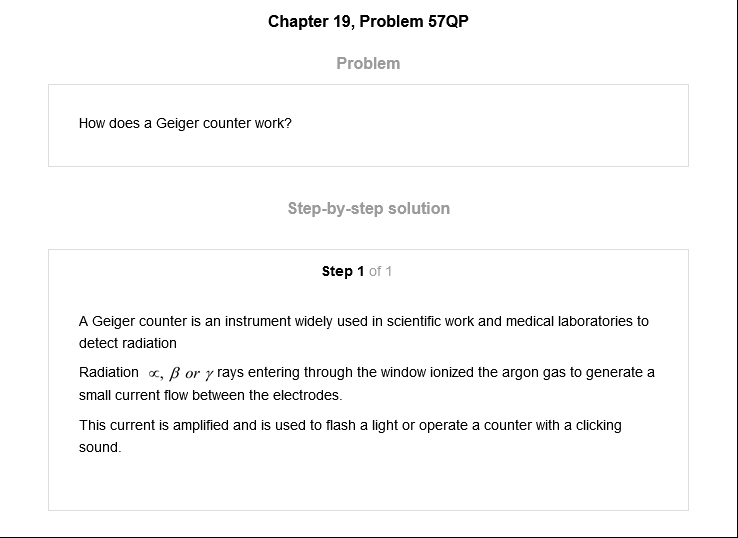 Chapter 19, Problem 57QP
Problem
How does a Geiger counter work?
Step-by-step solution
Step 1 of 1
A Geiger counter is an instrument widely used in scientific work and medical laboratories to
detect radiation
Radiation ∝, β or γ rays entering through the window ionized the argon gas to generate a
small current flow between the electrodes.
This current is amplified and is used to flash a light or operate a counter with a clicking
sound.